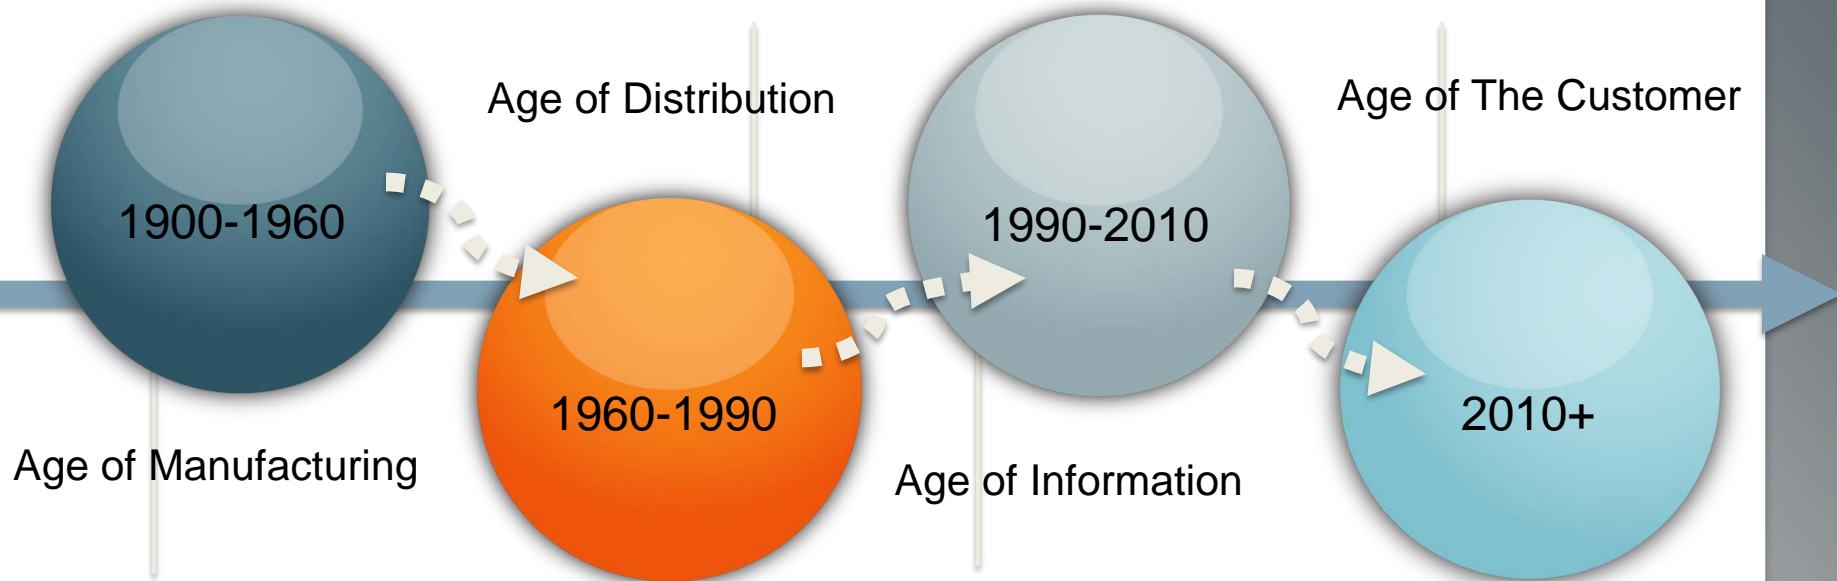 1900-1960
Age of Manufacturing
Age of Distribution
1960-1990
1990-2010
Age of Information
Age of The Customer
2010+